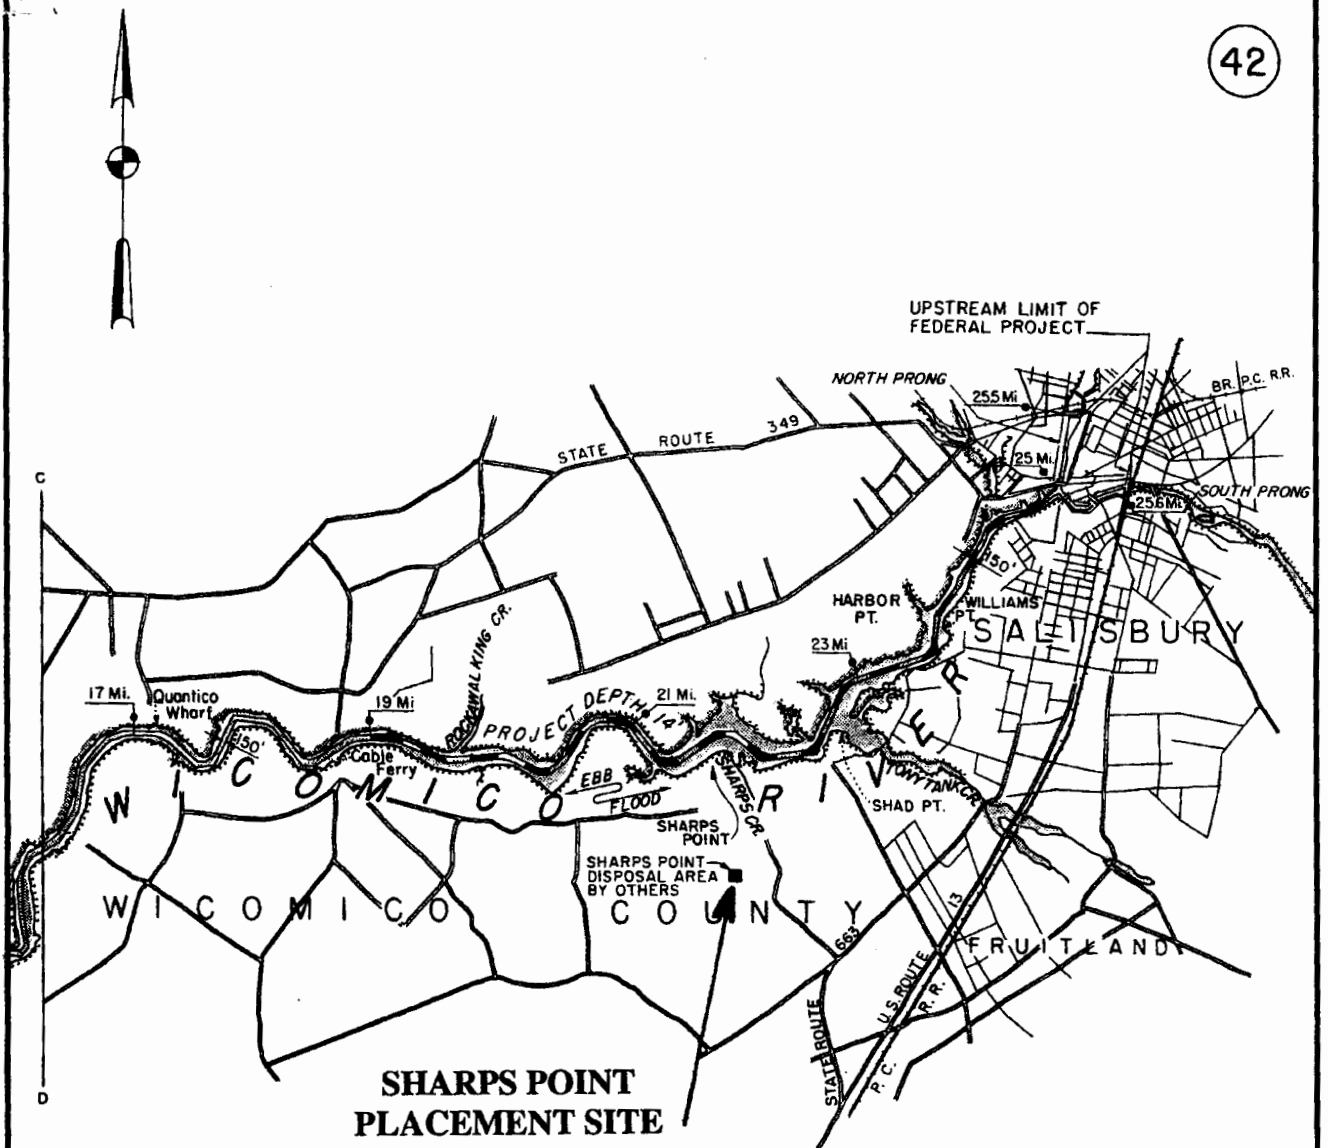 42
UPSTREAM LIMIT OF
FEDERAL PROJECT
NORTH PRONG
25.5 Mi
BR. P.C. R.R.
STATE ROUTE 349
25 Mi.
SOUTH PRONG
25.6 Mi.
C
150'
HARBOR
PT.
WILLIAMS
PT.
SALISBURY
23 Mi
ROCKAWALKING CR.
17 Mi.
Quantico
Wharf
19 Mi
PROJECT DEPTH 14'
21 Mi.
150'
Cable
Ferry
WICOMICO RIVER
EBB
FLOOD
SHARPS CR.
TONYTANK CR.
SHAD PT.
SHARPS
POINT
SHARPS POINT
DISPOSAL AREA
BY OTHERS
WICOMICO COUNTY
663
13
FRUITLAND
U.S. ROUTE
R. R.
STATE ROUTE
P. C.
D
SHARPS POINT
PLACEMENT SITE